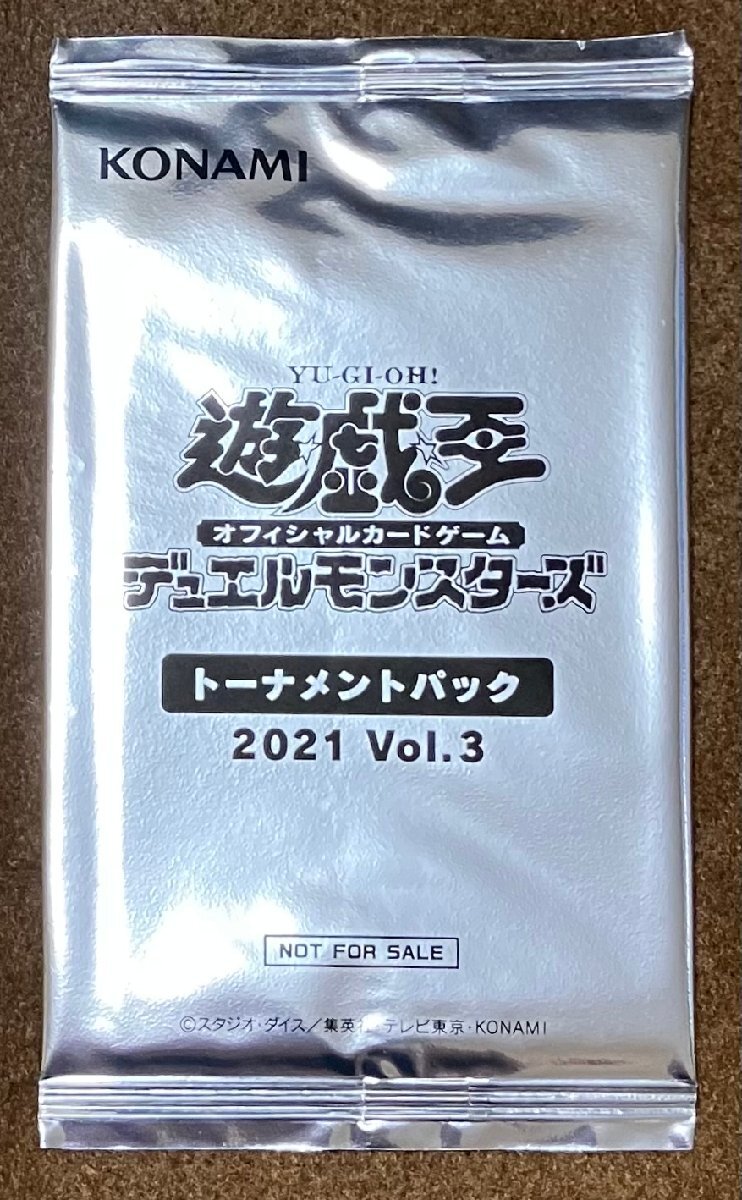 KONAMI
YU-GI-OH!
遊戯王
オフィシャルカードゲーム
デュエルモンスターズ
トーナメントパック
2021 Vol.3
NOT FOR SALE
©スタジオ・ダイス／集英社・テレビ東京・KONAMI